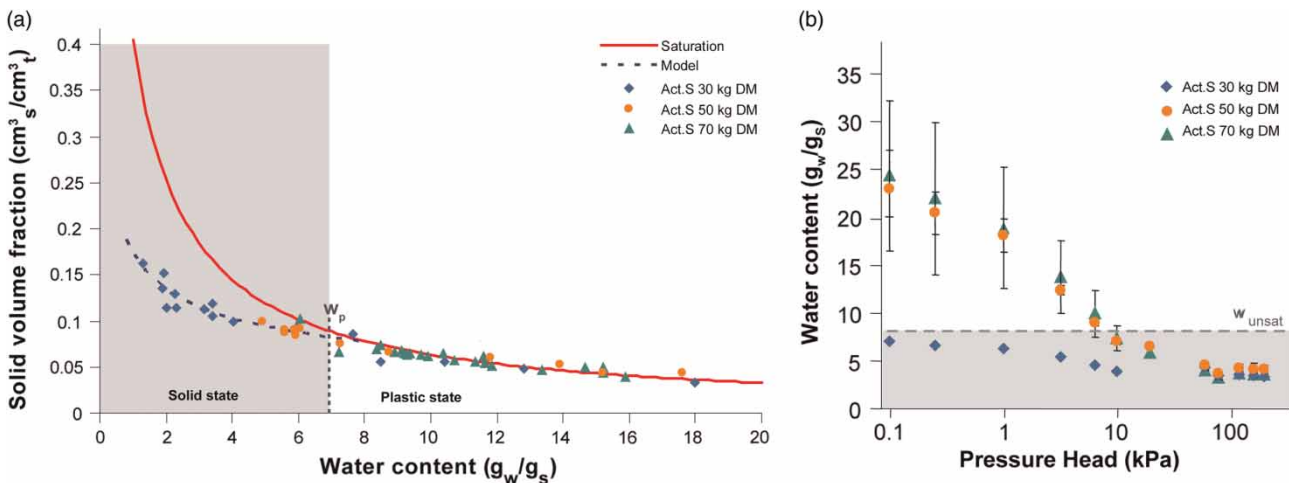 (a)
Solid volume fraction (cm³s/cm³t)
0.4
0.35
0.3
0.25
0.2
0.15
0.1
0.05
0
Saturation
Model
Act.S 30 kg DM
Act.S 50 kg DM
Act.S 70 kg DM
Wp
Solid state
Plastic state
0 2 4 6 8 10 12 14 16 18 20
Water content (gw/gs)
(b)
Water content (gw/gS)
35
30
25
20
15
10
5
0
Act.S 30 kg DM
Act.S 50 kg DM
Act.S 70 kg DM
Wunsat
0.1 1 10 100
Pressure Head (kPa)